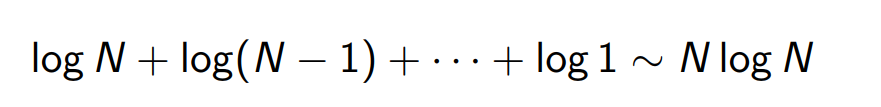 log N + log(N − 1) + ⋯ + log 1 ∼ N log N